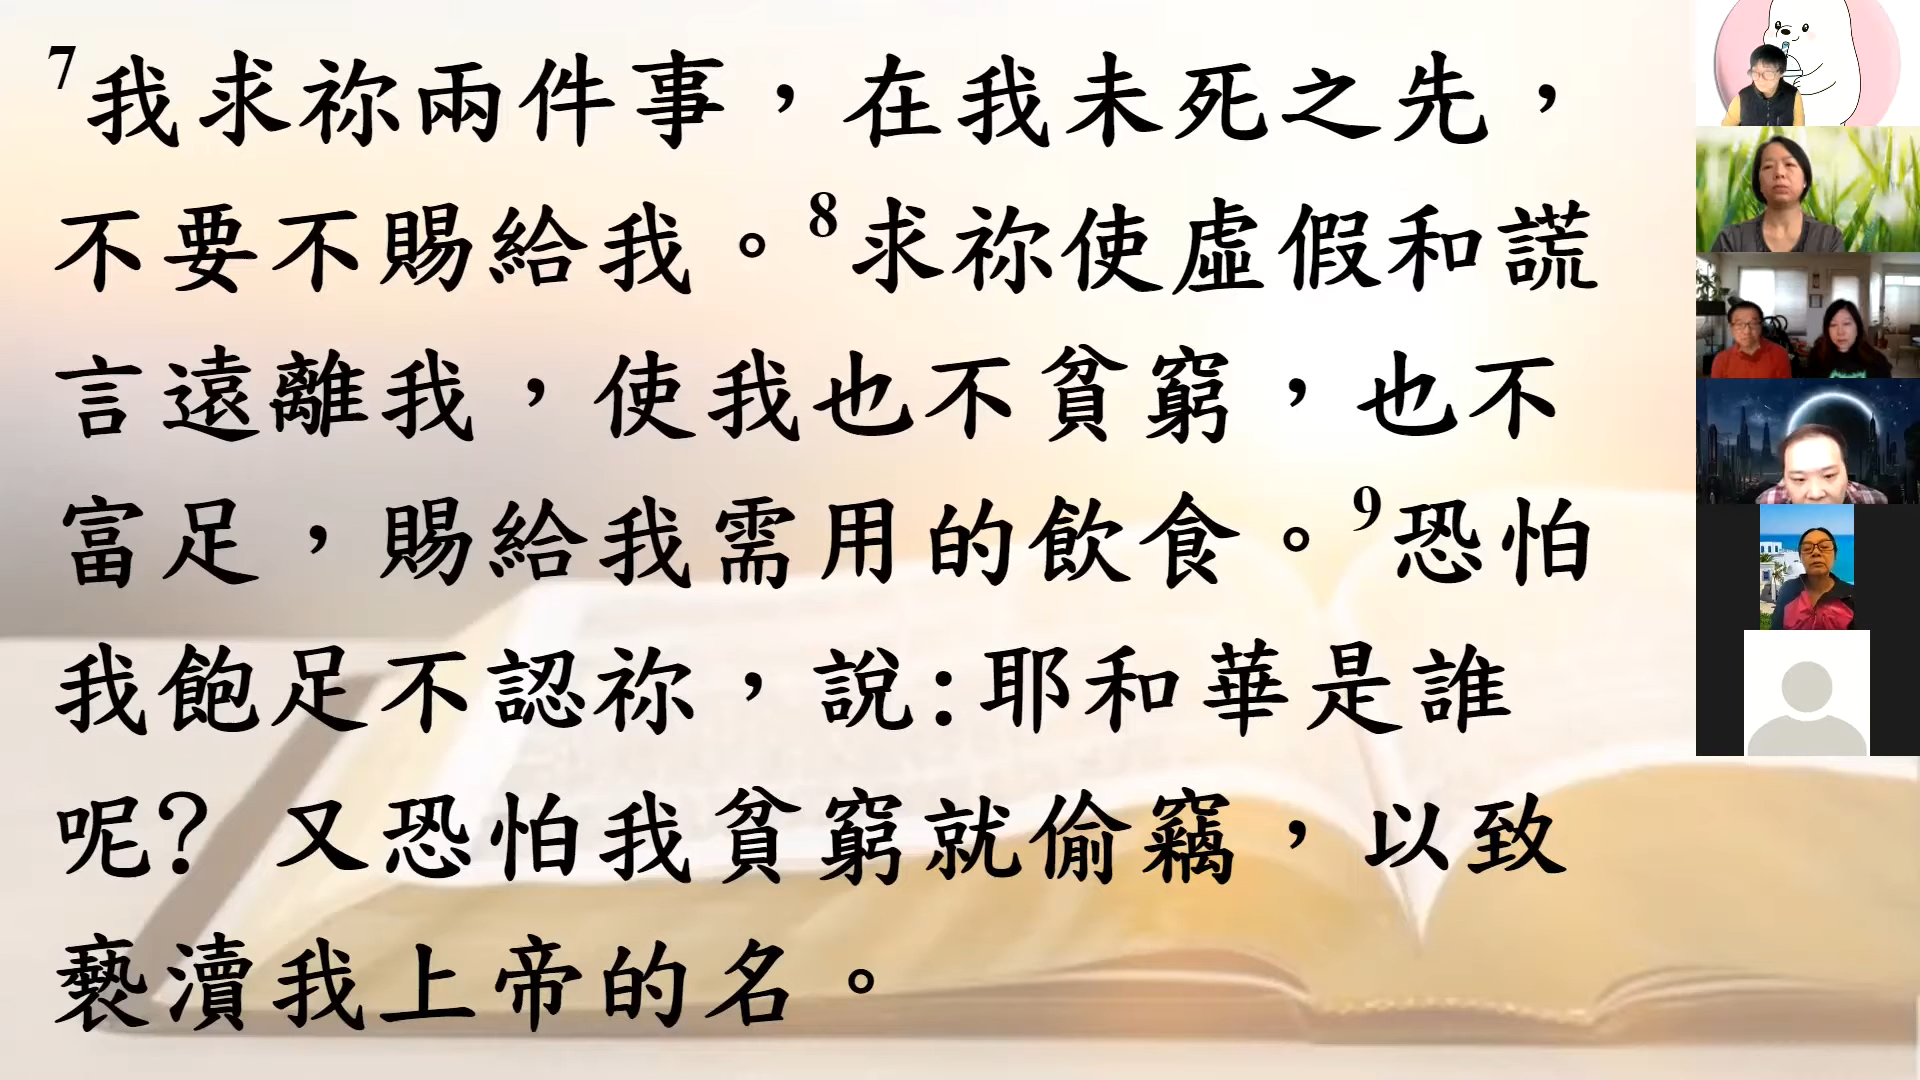 7我求祢兩件事，在我未死之先，
不要不賜給我。8求祢使虛假和謊
言遠離我，使我也不貧窮，也不
富足，賜給我需用的飲食。9恐怕
我飽足不認祢，說:耶和華是誰
呢? 又恐怕我貧窮就偷竊，以致
褻瀆我上帝的名。